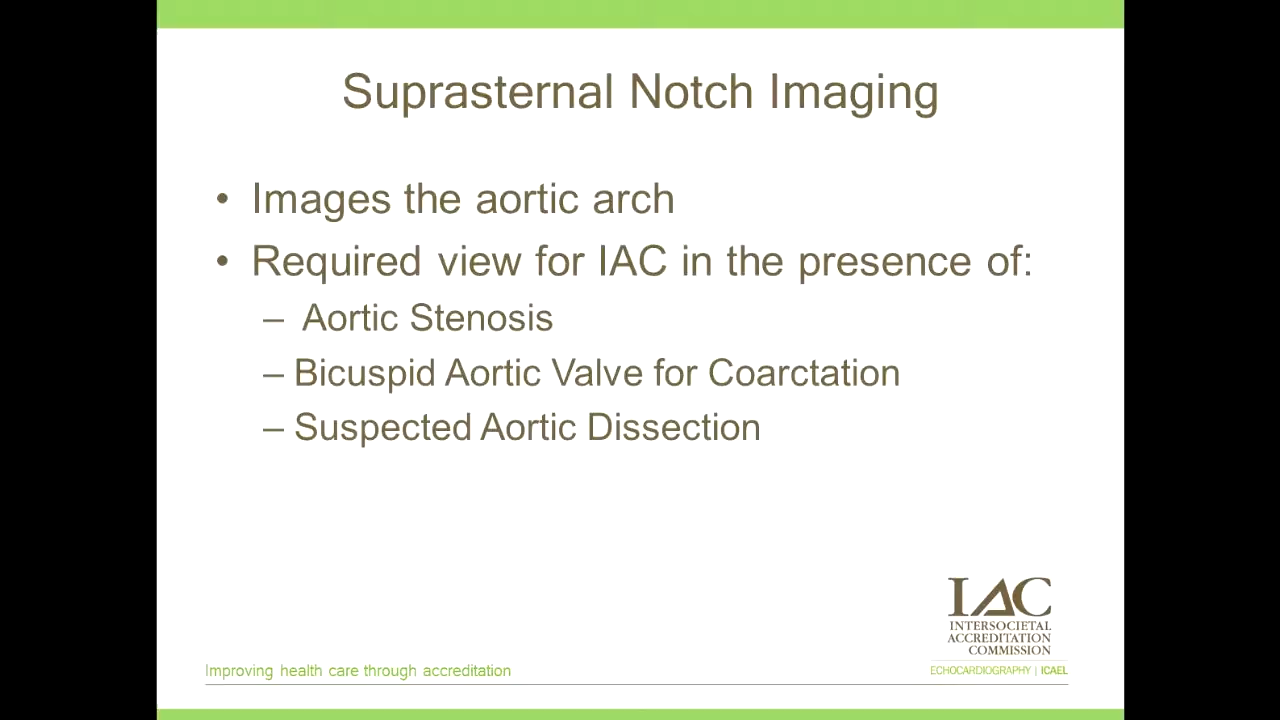 Suprasternal Notch Imaging
• Images the aortic arch
• Required view for IAC in the presence of:
– Aortic Stenosis
– Bicuspid Aortic Valve for Coarctation
– Suspected Aortic Dissection
IAC
INTERSOCIETAL
ACCREDITATION
COMMISSION
ECHOCARDIOGRAPHY | ICAEL
Improving health care through accreditation